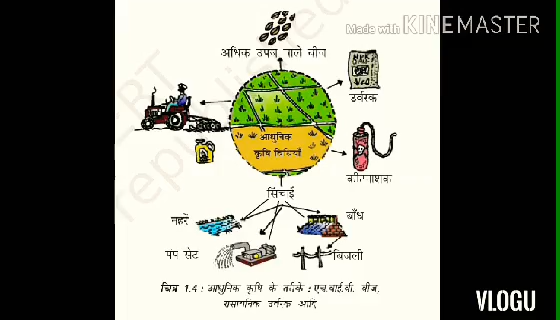 Made with KINEMASTER
अधिक उपज वाले बीज
उर्वरक
आधुनिक
कृषि विधियाँ
कीटनाशक
सिंचाई
नहरें
बाँध
पंप सेट
बिजली
चित्र 1.4 : आधुनिक कृषि के तरीके : एच.वाई.वी. बीज,
रासायनिक उर्वरक आदि
VLOGU